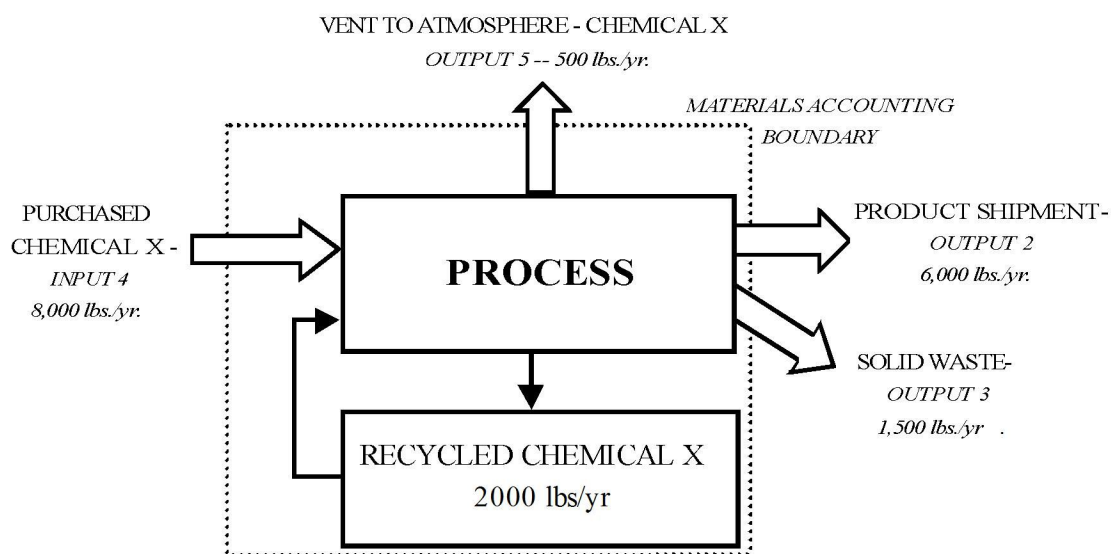 VENT TO ATMOSPHERE - CHEMICAL X
OUTPUT 5 -- 500 lbs./yr.
MATERIALS ACCOUNTING
BOUNDARY
PURCHASED
CHEMICAL X -
INPUT 4
8,000 lbs./yr.
PROCESS
PRODUCT SHIPMENT-
OUTPUT 2
6,000 lbs./yr.
SOLID WASTE-
OUTPUT 3
1,500 lbs./yr .
RECYCLED CHEMICAL X
2000 lbs/yr